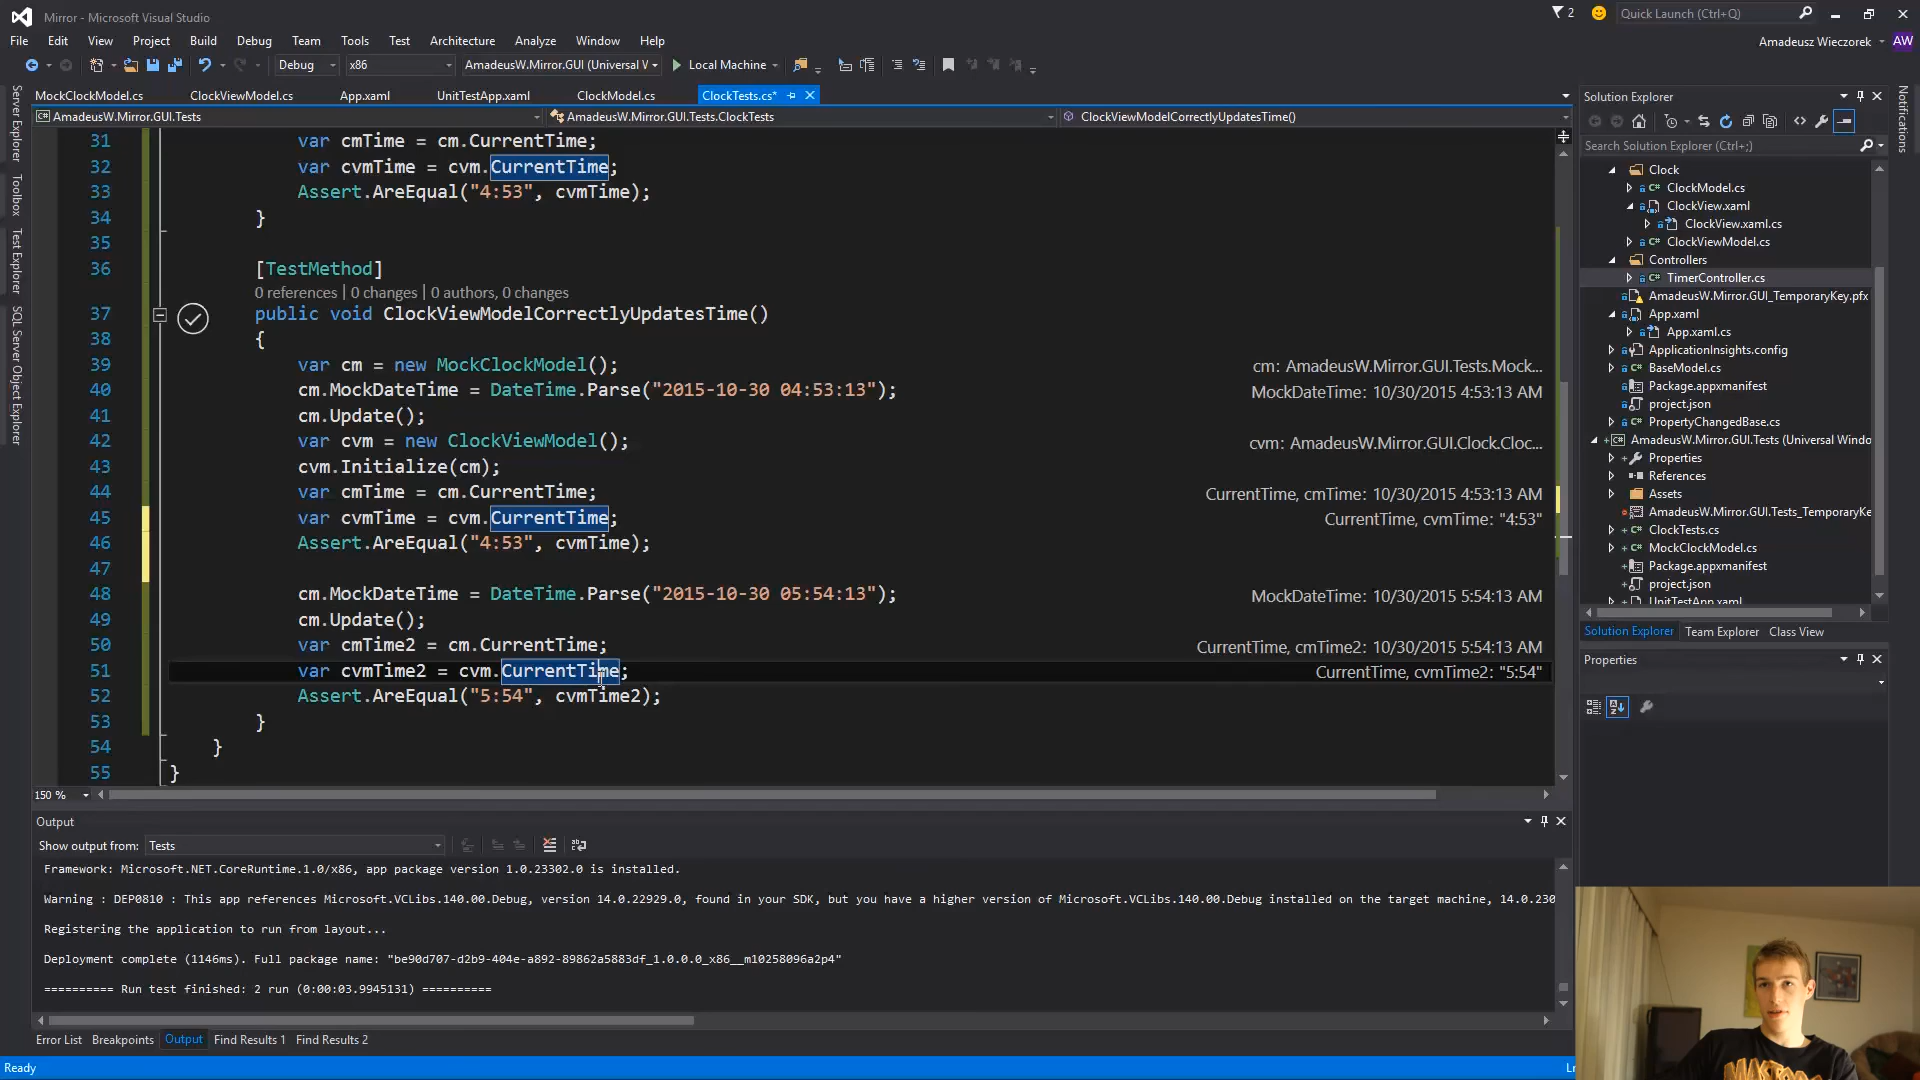 Mirror - Microsoft Visual Studio
2
Quick Launch (Ctrl+Q)
File Edit View Project Build Debug Team Tools Test Architecture Analyze Window Help
Amadeusz Wieczorek AW
Debug x86 AmadeusW.Mirror.GUI (Universal W Local Machine
Server Explorer
Toolbox
Test Explorer
SQL Server Object Explorer
MockClockModel.cs ClockViewModel.cs App.xaml UnitTestApp.xaml ClockModel.cs ClockTests.cs*
AmadeusW.Mirror.GUI.Tests AmadeusW.Mirror.GUI.Tests.ClockTests ClockViewModelCorrectlyUpdatesTime()
31 var cmTime = cm.CurrentTime;
32 var cvmTime = cvm.CurrentTime;
33 Assert.AreEqual("4:53", cvmTime);
34 }
35
36 [TestMethod]
0 references | 0 changes | 0 authors, 0 changes
37 public void ClockViewModelCorrectlyUpdatesTime()
38 {
39 var cm = new MockClockModel(); cm: AmadeusW.Mirror.GUI.Tests.Mock...
40 cm.MockDateTime = DateTime.Parse("2015-10-30 04:53:13"); MockDateTime: 10/30/2015 4:53:13 AM
41 cm.Update();
42 var cvm = new ClockViewModel(); cvm: AmadeusW.Mirror.GUI.Clock.Cloc...
43 cvm.Initialize(cm);
44 var cmTime = cm.CurrentTime; CurrentTime, cmTime: 10/30/2015 4:53:13 AM
45 var cvmTime = cvm.CurrentTime; CurrentTime, cvmTime: "4:53"
46 Assert.AreEqual("4:53", cvmTime);
47
48 cm.MockDateTime = DateTime.Parse("2015-10-30 05:54:13"); MockDateTime: 10/30/2015 5:54:13 AM
49 cm.Update();
50 var cmTime2 = cm.CurrentTime; CurrentTime, cmTime2: 10/30/2015 5:54:13 AM
51 var cvmTime2 = cvm.CurrentTime; CurrentTime, cvmTime2: "5:54"
52 Assert.AreEqual("5:54", cvmTime2);
53 }
54 }
55 }
150 %
Output
Show output from: Tests
Framework: Microsoft.NET.CoreRuntime.1.0/x86, app package version 1.0.23302.0 is installed.
Warning : DEP0810 : This app references Microsoft.VCLibs.140.00.Debug, version 14.0.22929.0, found in your SDK, but you have a higher version of Microsoft.VCLibs.140.00.Debug installed on the target machine, 14.0.230
Registering the application to run from layout...
Deployment complete (1146ms). Full package name: "be90d707-d2b9-404e-a892-89862a5883df_1.0.0.0_x86__m10258096a2p4"
========== Run test finished: 2 run (0:00:03.9945131) ==========
Error List Breakpoints Output Find Results 1 Find Results 2
Ready
Solution Explorer
Search Solution Explorer (Ctrl+;)
Clock
ClockModel.cs
ClockView.xaml
ClockView.xaml.cs
ClockViewModel.cs
Controllers
TimerController.cs
AmadeusW.Mirror.GUI_TemporaryKey.pfx
App.xaml
App.xaml.cs
ApplicationInsights.config
BaseModel.cs
Package.appxmanifest
project.json
PropertyChangedBase.cs
AmadeusW.Mirror.GUI.Tests (Universal Windo
Properties
References
Assets
AmadeusW.Mirror.GUI.Tests_TemporaryKe
ClockTests.cs
MockClockModel.cs
Package.appxmanifest
project.json
UnitTestApp.xaml
Solution Explorer Team Explorer Class View
Properties
Notifications
Ln